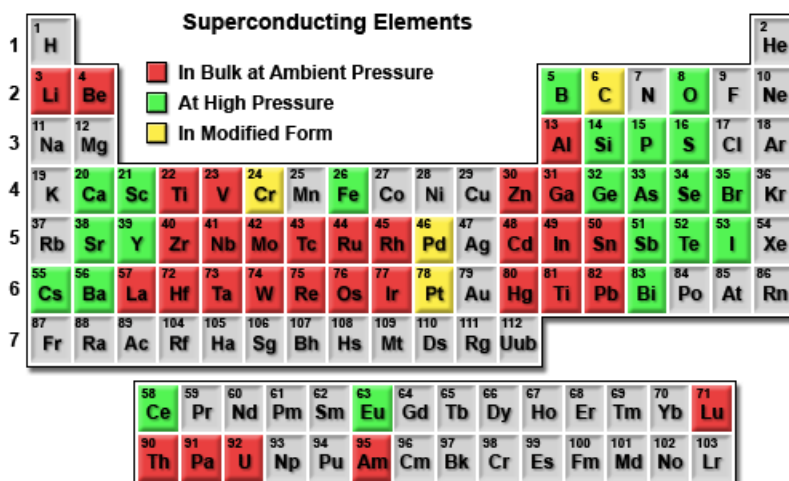 Superconducting Elements
In Bulk at Ambient Pressure
At High Pressure
In Modified Form
1 2
1 H He
3 4 5 6 7 8 9 10
2 Li Be B C N O F Ne
11 12 13 14 15 16 17 18
3 Na Mg Al Si P S Cl Ar
19 20 21 22 23 24 25 26 27 28 29 30 31 32 33 34 35 36
4 K Ca Sc Ti V Cr Mn Fe Co Ni Cu Zn Ga Ge As Se Br Kr
37 38 39 40 41 42 43 44 45 46 47 48 49 50 51 52 53 54
5 Rb Sr Y Zr Nb Mo Tc Ru Rh Pd Ag Cd In Sn Sb Te I Xe
55 56 57 72 73 74 75 76 77 78 79 80 81 82 83 84 85 86
6 Cs Ba La Hf Ta W Re Os Ir Pt Au Hg Ti Pb Bi Po At Rn
87 88 89 104 105 106 107 108 109 110 111 112
7 Fr Ra Ac Rf Ha Sg Bh Hs Mt Ds Rg Uub
58 59 60 61 62 63 64 65 66 67 68 69 70 71
Ce Pr Nd Pm Sm Eu Gd Tb Dy Ho Er Tm Yb Lu
90 91 92 93 94 95 96 97 98 99 100 101 102 103
Th Pa U Np Pu Am Cm Bk Cr Es Fm Md No Lr